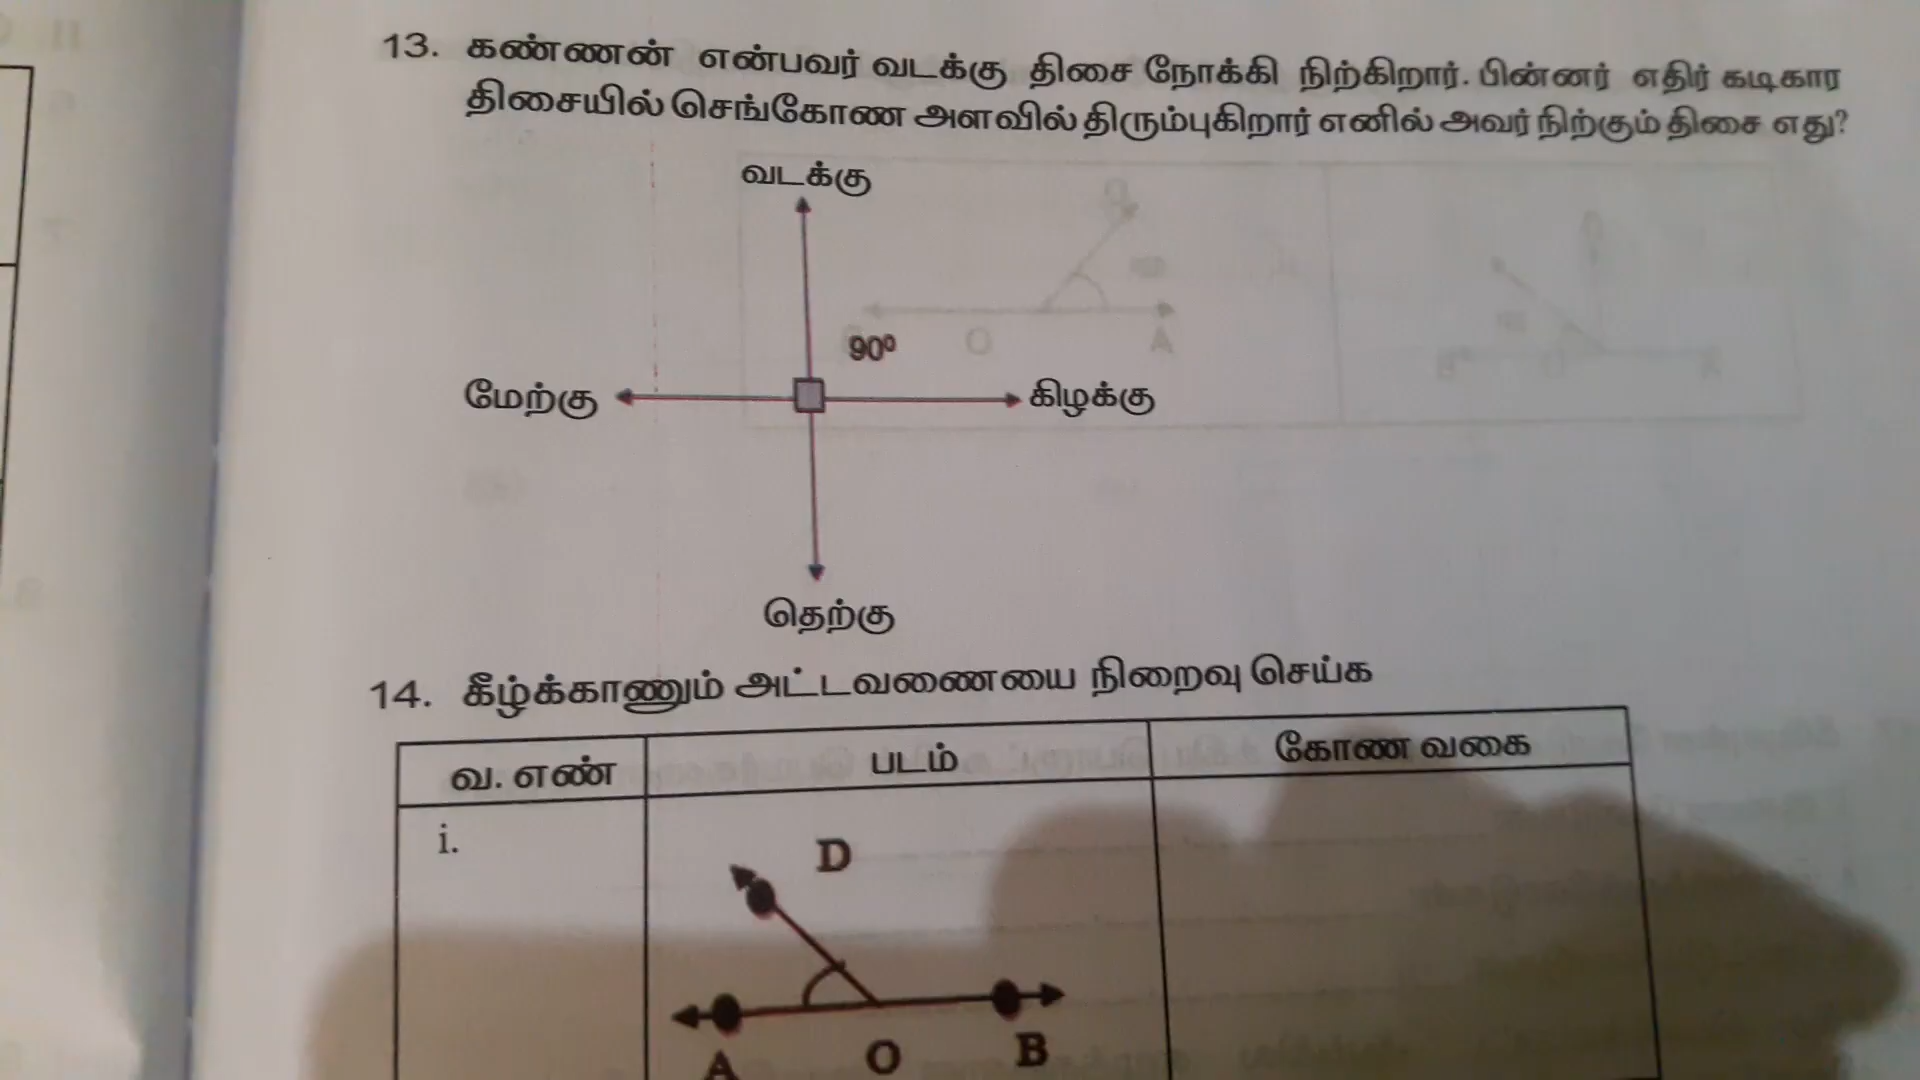 13. கண்ணன் என்பவர் வடக்கு திசை நோக்கி நிற்கிறார். பின்னர் எதிர் கடிகார
திசையில் செங்கோண அளவில் திரும்புகிறார் எனில் அவர் நிற்கும் திசை எது?
வடக்கு
90⁰
மேற்கு
கிழக்கு
தெற்கு
14. கீழ்க்காணும் அட்டவணையை நிறைவு செய்க
வ. எண் படம் கோண வகை
i.
D
A O B